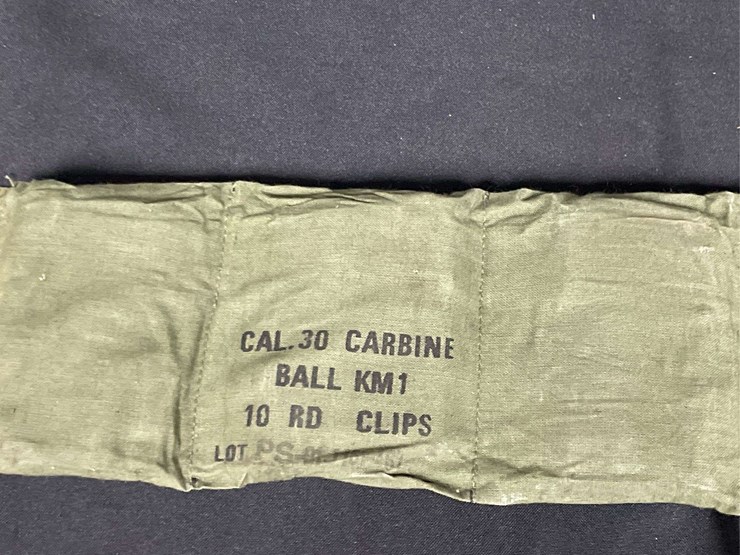 CAL.30 CARBINE
BALL KM1
10 RD CLIPS
LOT PS